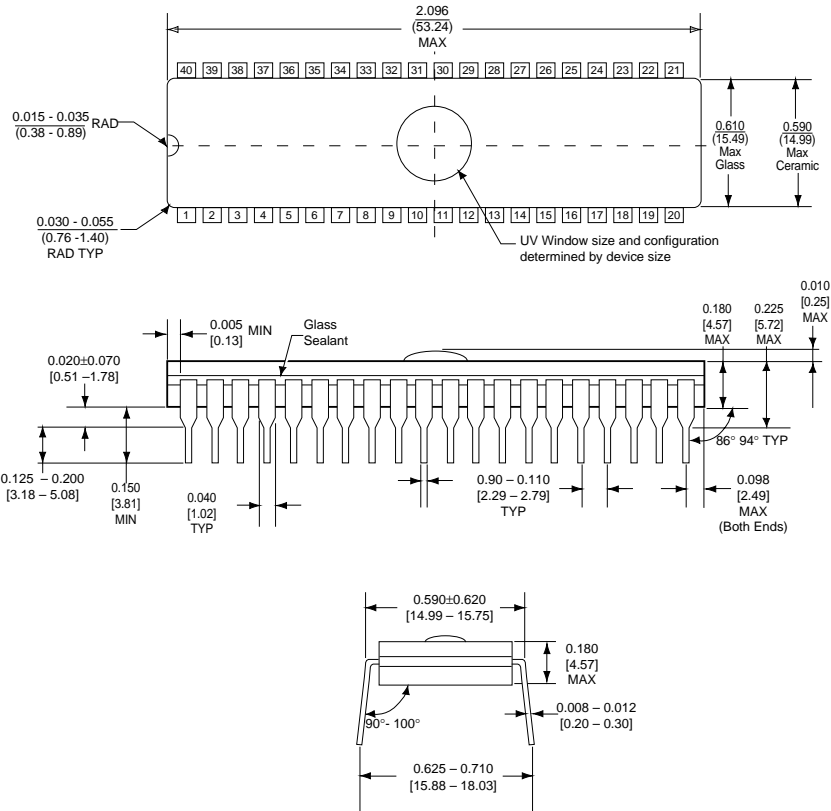 2.096
(53.24)
MAX
40 39 38 37 36 35 34 33 32 31 30 29 28 27 26 25 24 23 22 21
0.015 - 0.035 RAD
(0.38 - 0.89)
0.610
(15.49)
Max
Glass
0.590
(14.99)
Max
Ceramic
0.030 - 0.055
(0.76 -1.40)
RAD TYP
1 2 3 4 5 6 7 8 9 10 11 12 13 14 15 16 17 18 19 20
UV Window size and configuration
determined by device size
0.005 MIN
[0.13]
Glass
Sealant
0.180
[4.57]
MAX
0.225
[5.72]
MAX
0.010
[0.25]
MAX
0.020±0.070
[0.51 –1.78]
86° 94° TYP
0.125 – 0.200
[3.18 – 5.08]
0.150
[3.81]
MIN
0.040
[1.02]
TYP
0.90 – 0.110
[2.29 – 2.79]
TYP
0.098
[2.49]
MAX
(Both Ends)
0.590±0.620
[14.99 – 15.75]
0.180
[4.57]
MAX
90°- 100°
0.008 – 0.012
[0.20 – 0.30]
0.625 – 0.710
[15.88 – 18.03]